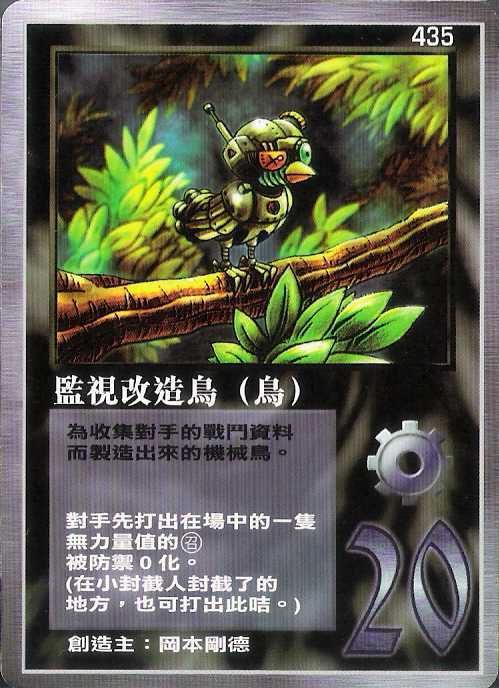 435
監視改造鳥（鳥）
為收集對手的戰鬥資料
而製造出來的機械鳥。
對手先打出在場中的一隻
無力量值的㊁召
被防禦０化。
(在小封截人封截了的
地方，也可打出此咭。)
20
創造主：岡本剛德